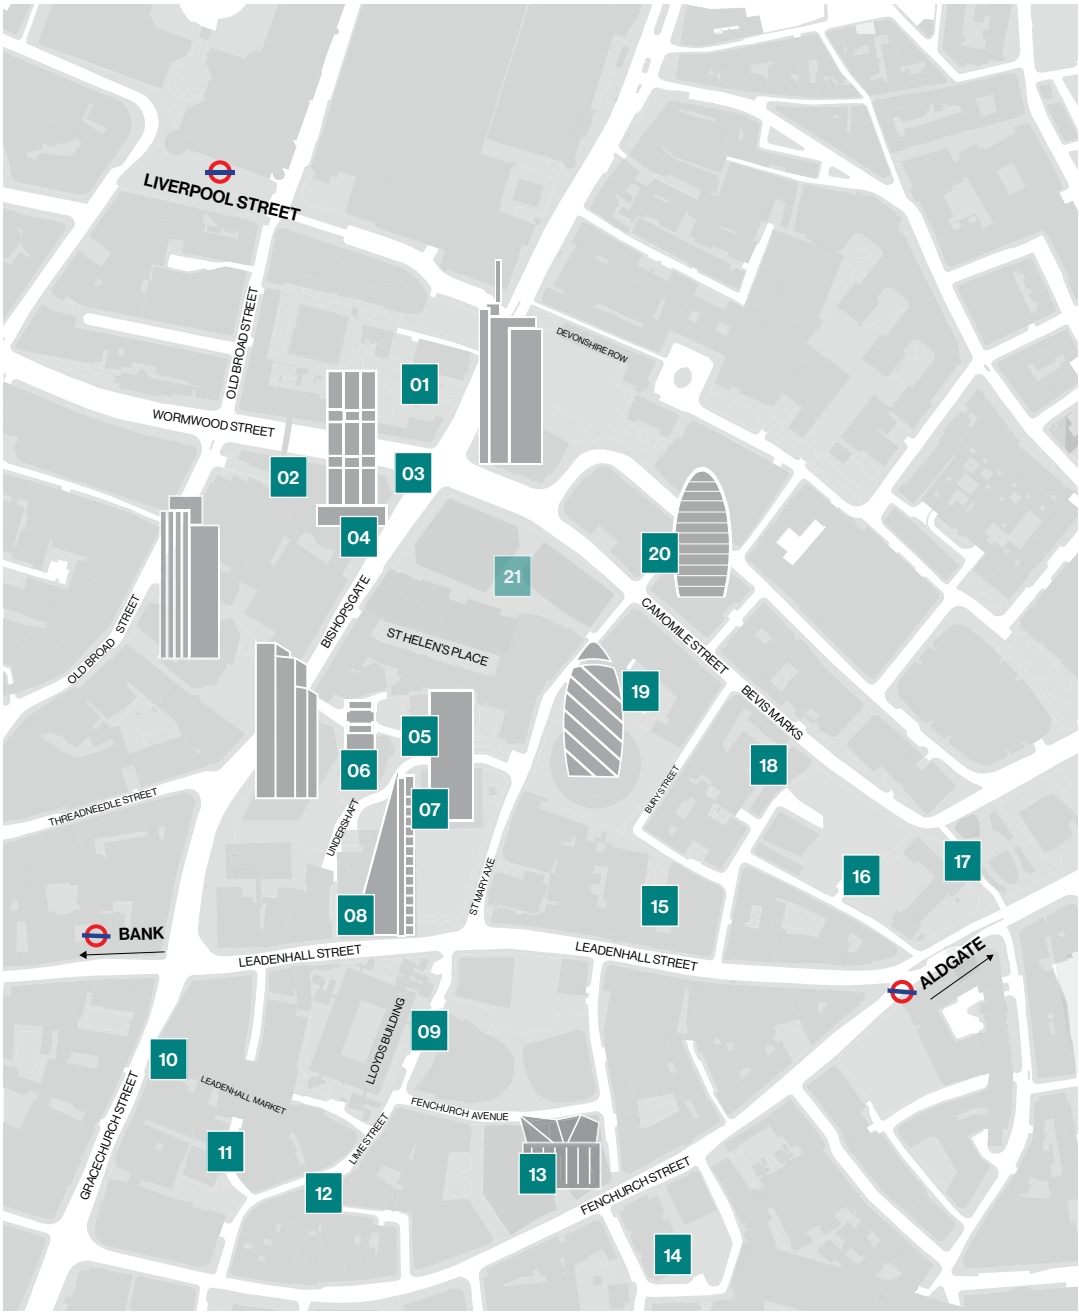 LIVERPOOL STREET
DEVONSHIRE ROW
OLD BROAD STREET
01
WORMWOOD STREET
02
03
04
20
21
BISHOPSGATE
OLD BROAD STREET
CAMOMILE STREET
ST HELEN'S PLACE
19
BEVIS MARKS
05
06
18
BURY STREET
THREADNEEDLE STREET
07
UNDERSHAFT
17
16
ST MARY AXE
15
08
BANK
LEADENHALL STREET
LEADENHALL STREET
ALDGATE
09
LLOYDS BUILDING
10
LEADENHALL MARKET
FENCHURCH AVENUE
GRACECHURCH STREET
LIME STREET
11
13
12
FENCHURCH STREET
14